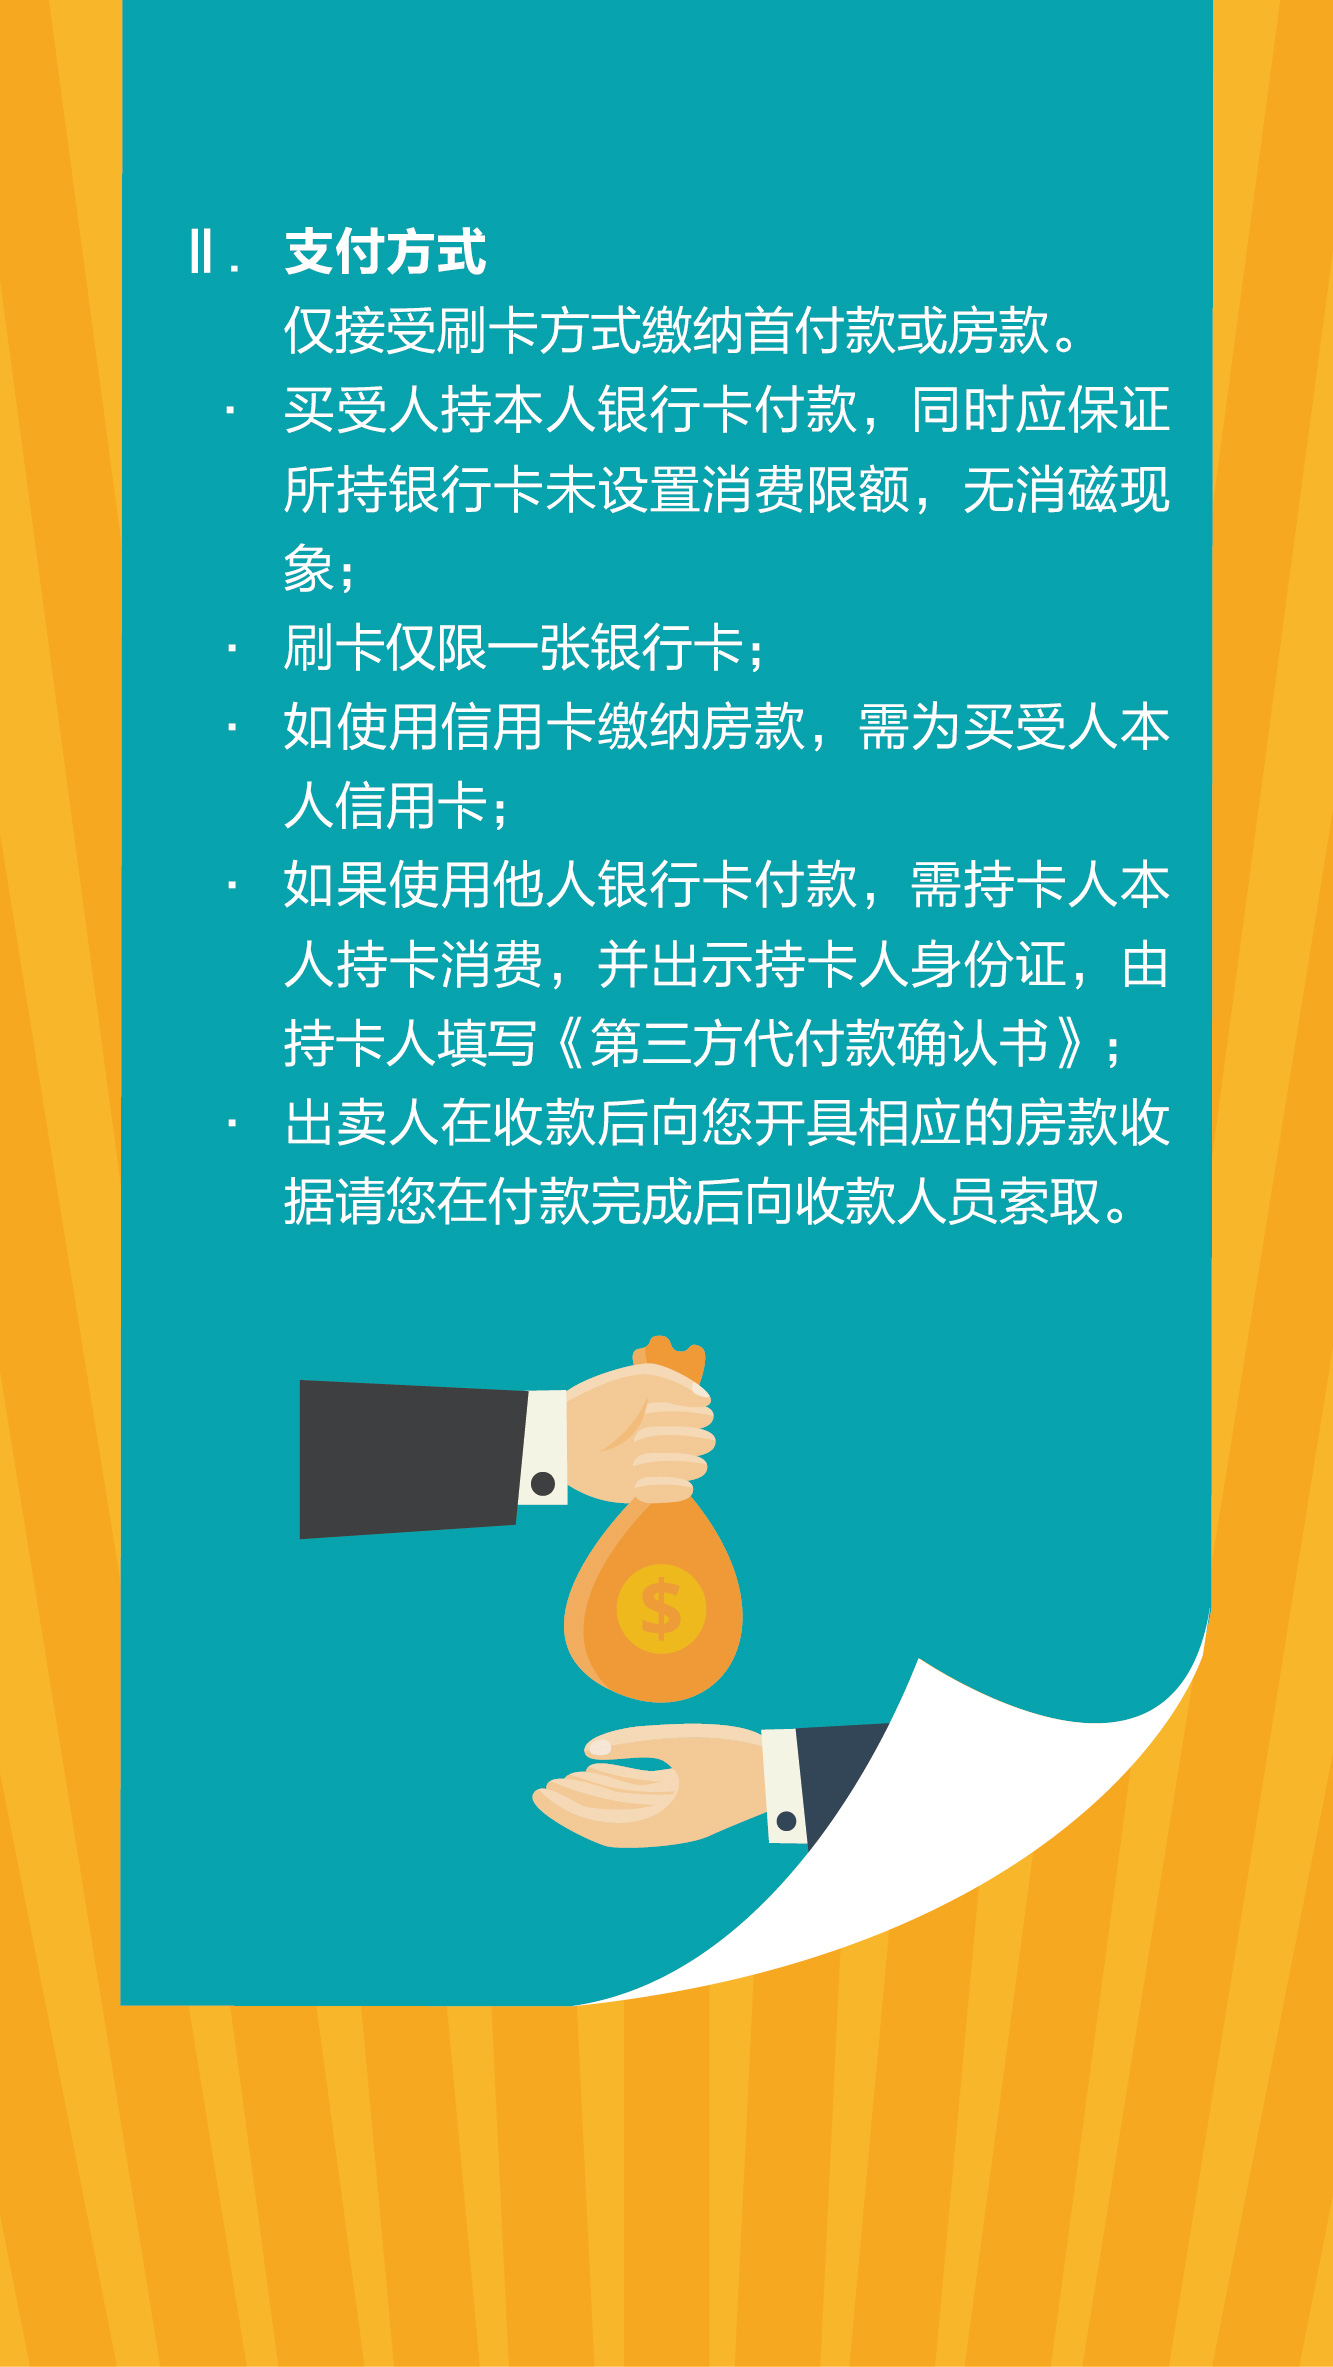 Ⅱ. 支付方式
仅接受刷卡方式缴纳首付款或房款。
· 买受人持本人银行卡付款，同时应保证
所持银行卡未设置消费限额，无消磁现
象；
· 刷卡仅限一张银行卡；
· 如使用信用卡缴纳房款，需为买受人本
人信用卡；
· 如果使用他人银行卡付款，需持卡人本
人持卡消费，并出示持卡人身份证，由
持卡人填写《第三方代付款确认书》；
· 出卖人在收款后向您开具相应的房款收
据请您在付款完成后向收款人员索取。
$